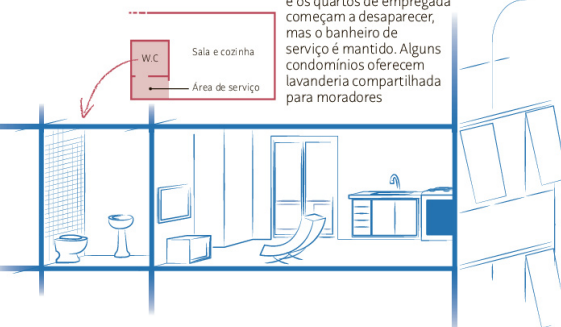 e os quartos de empregada
começam a desaparecer,
mas o banheiro de
serviço é mantido. Alguns
condomínios oferecem
lavanderia compartilhada
para moradores
W.C
Sala e cozinha
Área de serviço